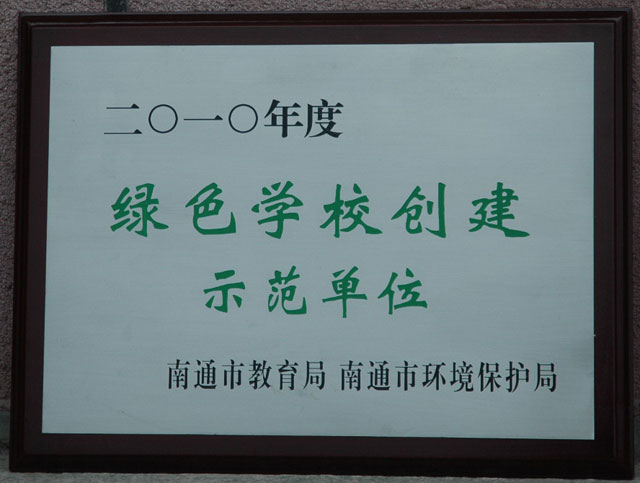 二〇一〇年度
绿色学校创建
示范单位
南通市教育局 南通市环境保护局